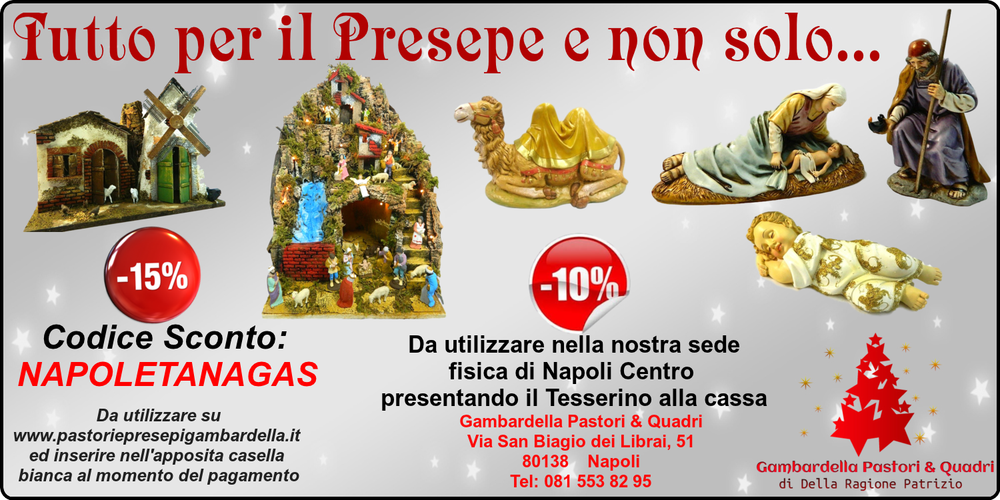 Tutto per il Presepe e non solo...
-15%
Codice Sconto:
NAPOLETANAGAS
Da utilizzare su
www.pastoriepresepigambardella.it
ed inserire nell'apposita casella
bianca al momento del pagamento
-10%
Da utilizzare nella nostra sede
fisica di Napoli Centro
presentando il Tesserino alla cassa
Gambardella Pastori & Quadri
Via San Biagio dei Librai, 51
80138 Napoli
Tel: 081 553 82 95
Gambardella Pastori & Quadri
di Della Ragione Patrizio